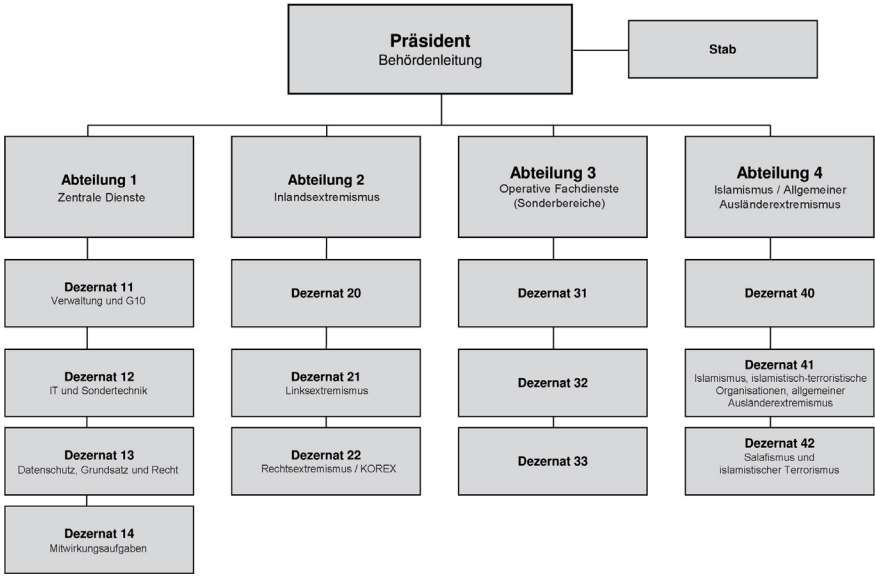 Präsident
Behördenleitung
Stab
Abteilung 1
Zentrale Dienste
Abteilung 2
Inlandsextremismus
Abteilung 3
Operative Fachdienste
(Sonderbereiche)
Abteilung 4
Islamismus / Allgemeiner
Ausländerextremismus
Dezernat 11
Verwaltung und G10
Dezernat 20
Dezernat 31
Dezernat 40
Dezernat 12
IT und Sondertechnik
Dezernat 21
Linksextremismus
Dezernat 32
Dezernat 41
Islamismus, islamistisch-terroristische
Organisationen, allgemeiner
Ausländerextremismus
Dezernat 13
Datenschutz, Grundsatz und Recht
Dezernat 22
Rechtsextremismus / KOREX
Dezernat 33
Dezernat 42
Salafismus und
islamistischer Terrorismus
Dezernat 14
Mitwirkungsaufgaben